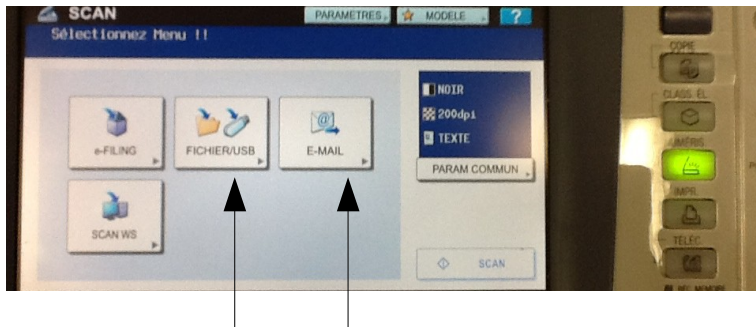 SCAN
PARAMETRES
MODELE
?
Sélectionnez Menu !!
NOIR
200dpi
TEXTE
e-FILING
FICHIER/USB
E-MAIL
PARAM COMMUN
SCAN WS
SCAN
COPIE
CLASS. EL.
IMPR.
TELEC.